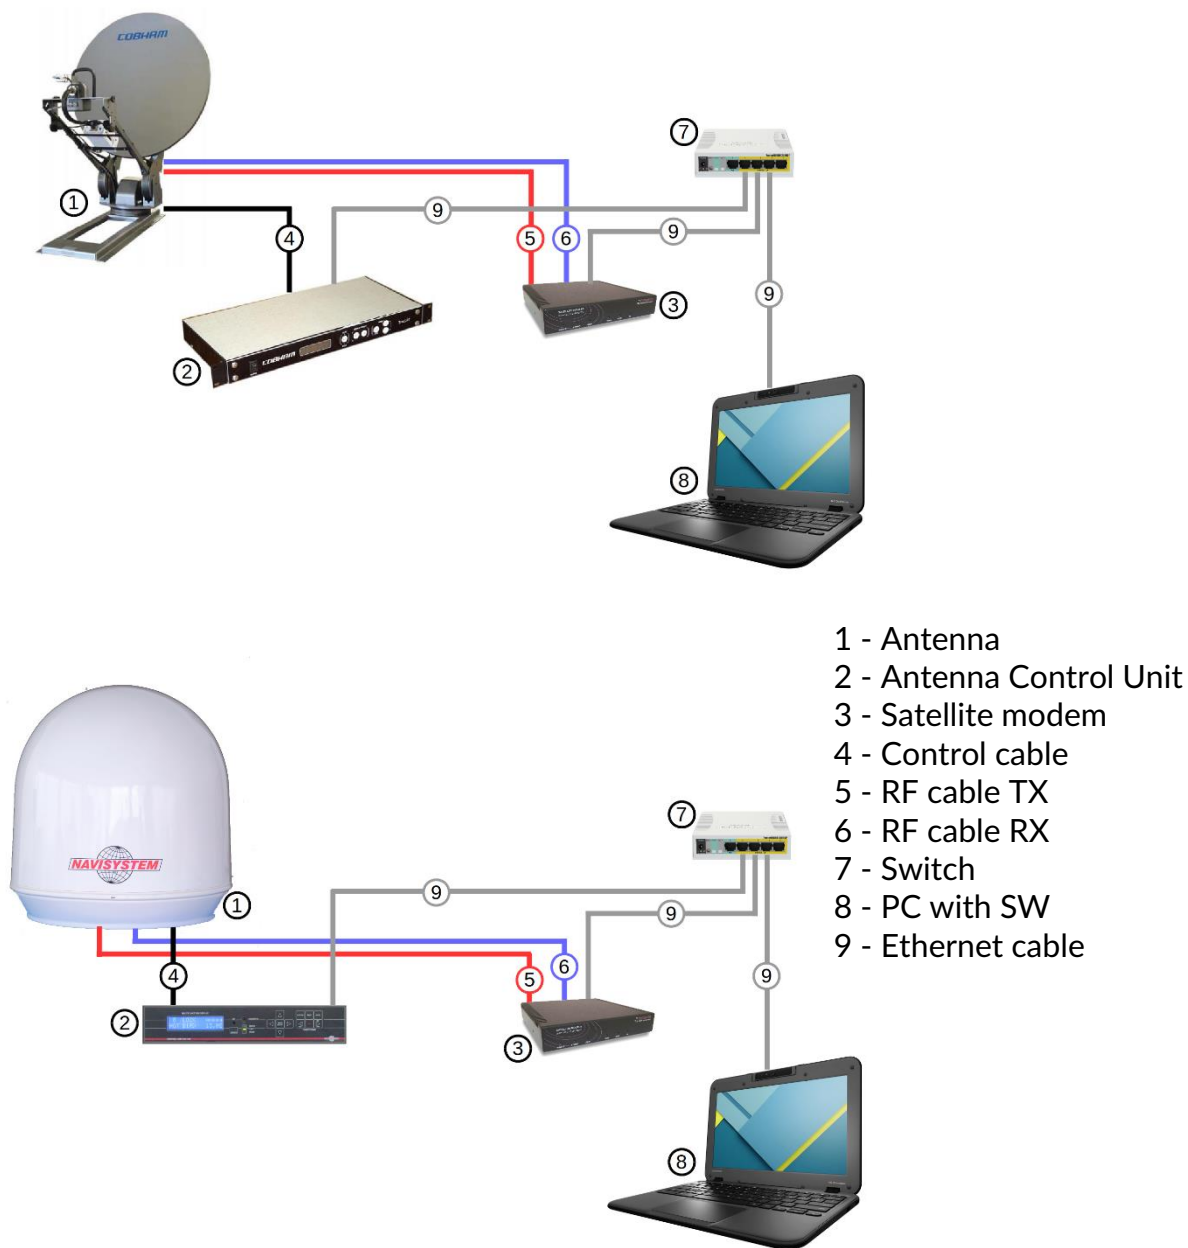 COBHAM
7
1
9
4
5
6
9
3
9
COBHAM
2
8
1 - Antenna
2 - Antenna Control Unit
3 - Satellite modem
4 - Control cable
5 - RF cable TX
6 - RF cable RX
7 - Switch
8 - PC with SW
9 - Ethernet cable
7
NAVISYSTEM
1
9
9
4
5
6
9
2
3
8